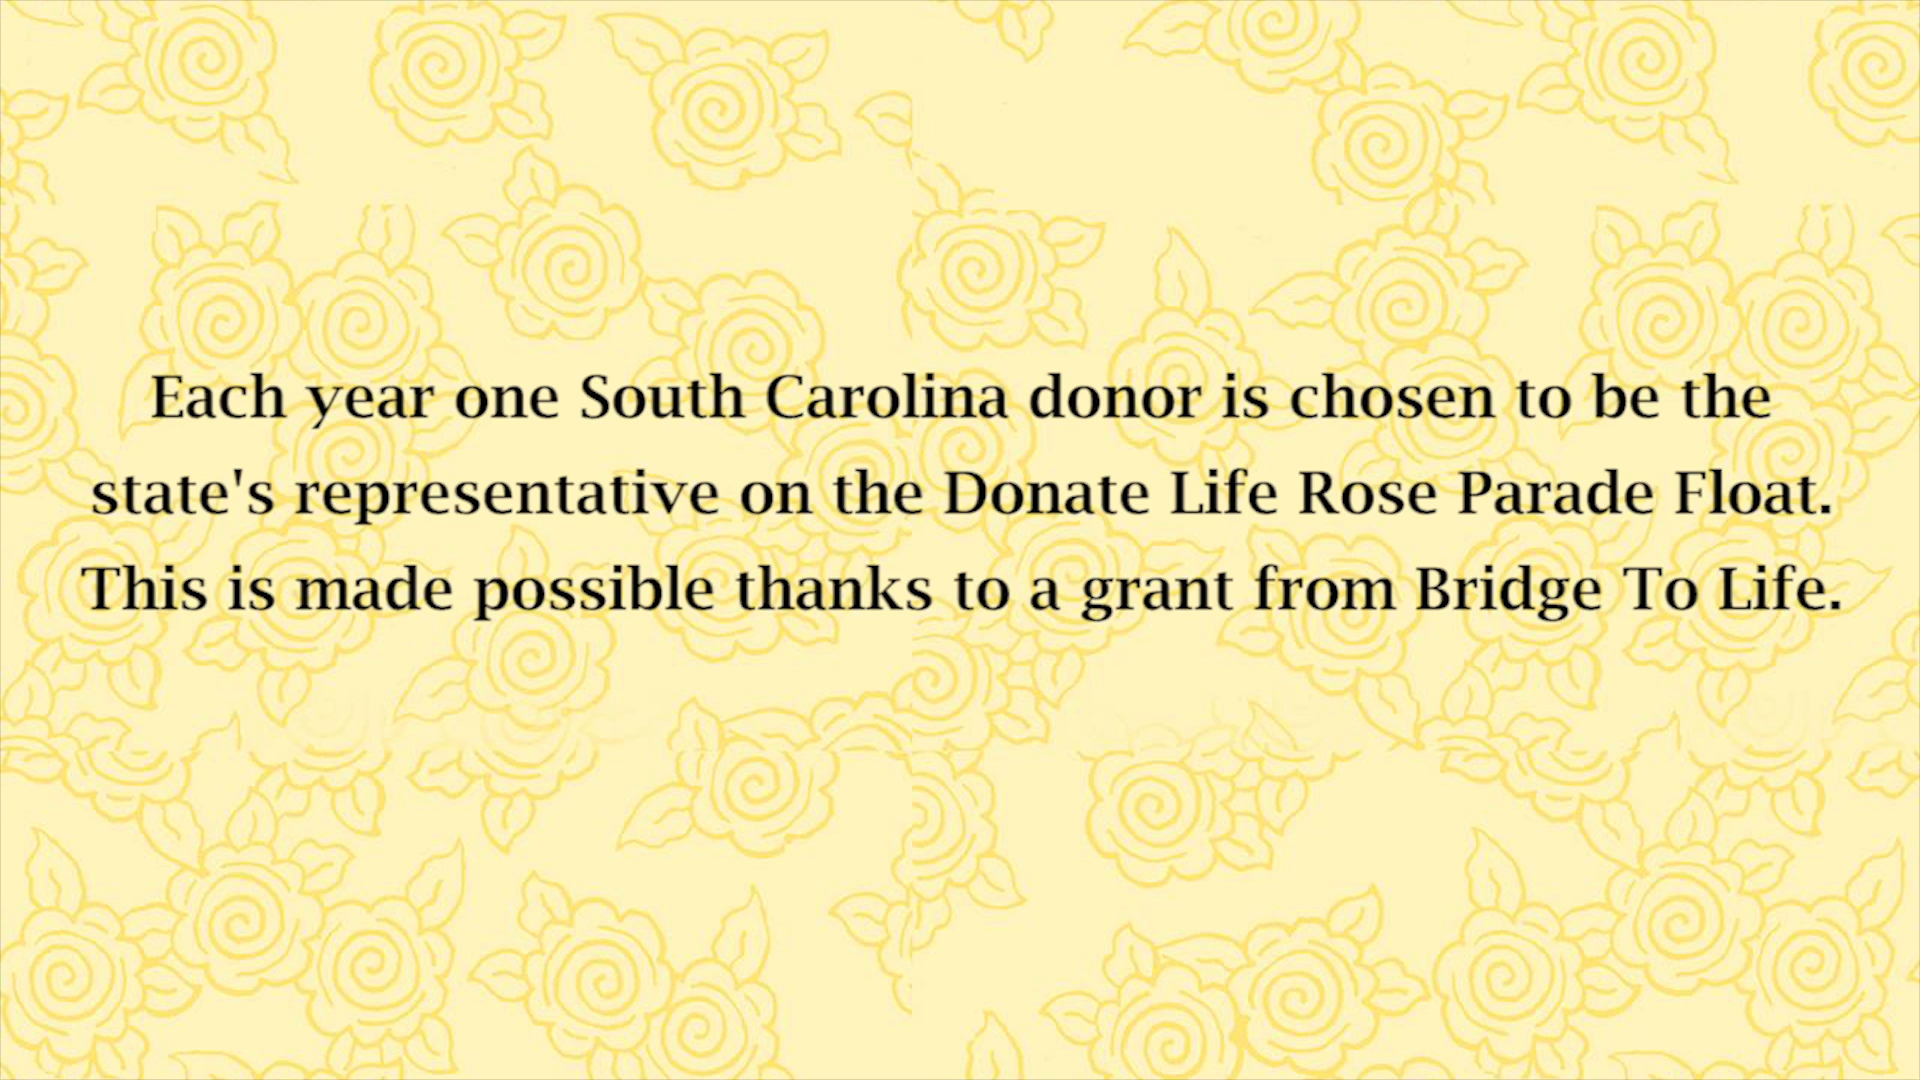 Each year one South Carolina donor is chosen to be the
state's representative on the Donate Life Rose Parade Float.
This is made possible thanks to a grant from Bridge To Life.